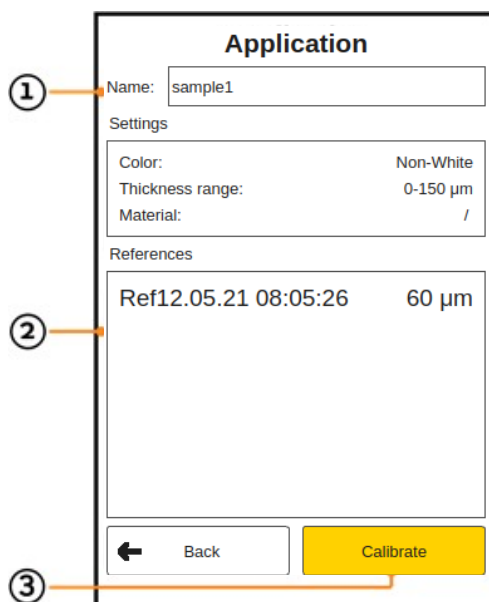 Application
① Name: sample1
Settings
Color: Non-White
Thickness range: 0-150 µm
Material: /
References
② Ref12.05.21 08:05:26 60 µm
Back Calibrate
③